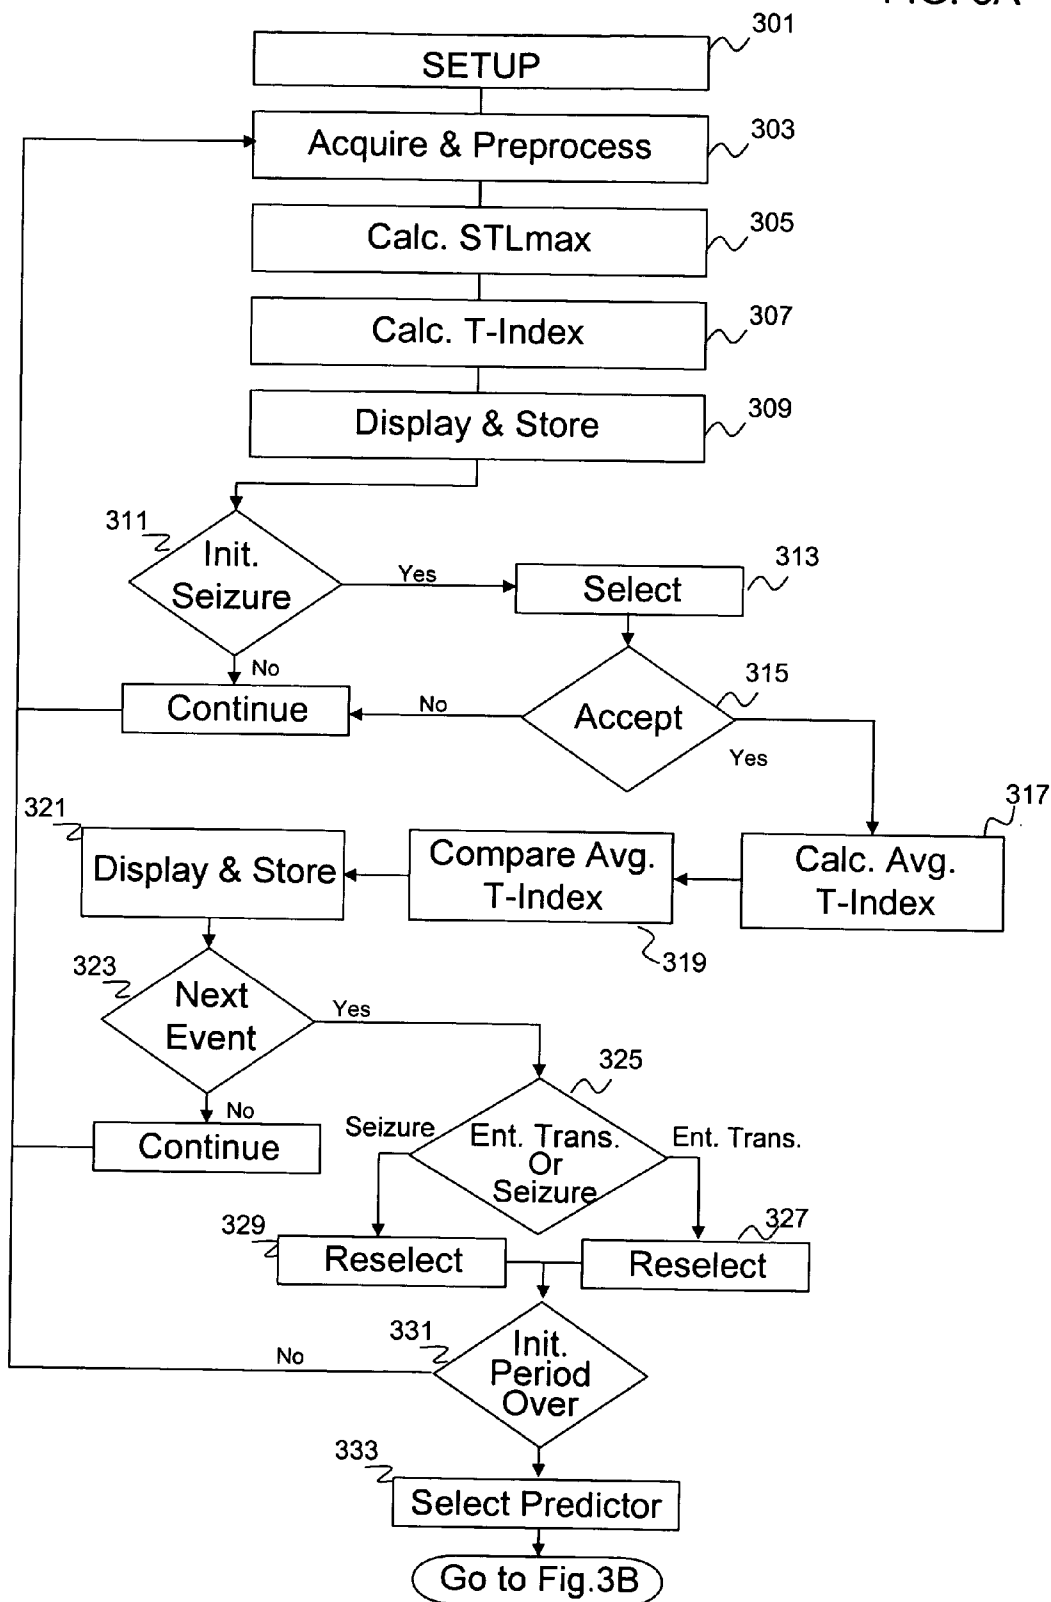 301
SETUP
Acquire & Preprocess
303
Calc. STLmax
305
Calc. T-Index
307
Display & Store
309
311
Init.
Seizure
Yes
Select
313
No
Continue
No
Accept
315
Yes
321
Display & Store
Compare Avg.
T-Index
319
Calc. Avg.
T-Index
317
323
Next
Event
Yes
No
Continue
325
Seizure
Ent. Trans.
Or
Seizure
Ent. Trans.
329
Reselect
327
Reselect
331
Init.
Period
Over
No
333
Select Predictor
Go to Fig.3B